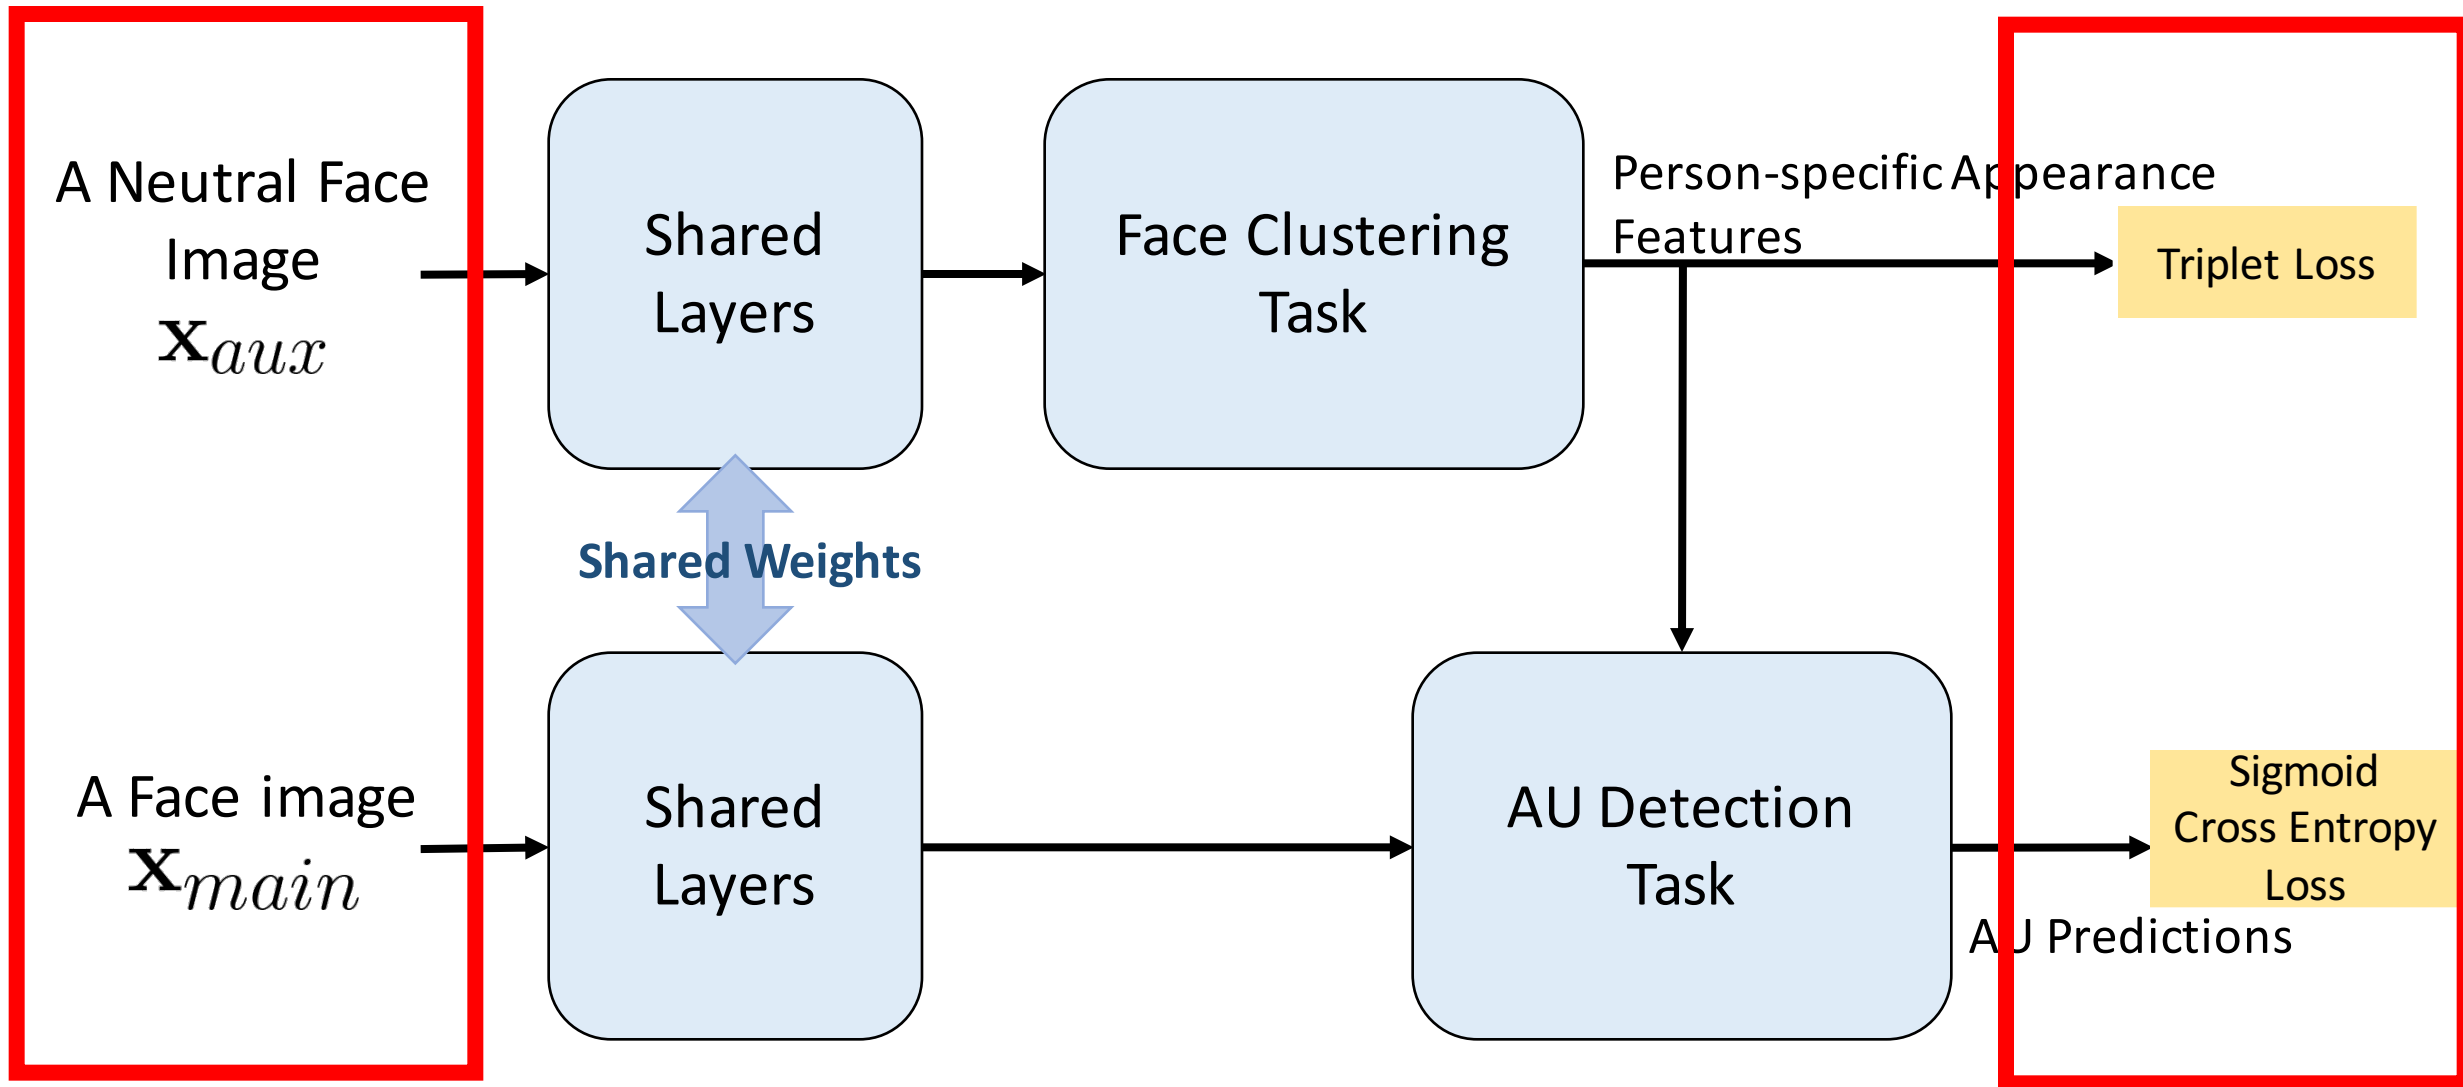 A Neutral Face
Image
x_aux
Shared
Layers
Face Clustering
Task
Person-specific Appearance
Features
Triplet Loss
Shared Weights
A Face image
x_main
Shared
Layers
AU Detection
Task
Sigmoid
Cross Entropy
Loss
AU Predictions